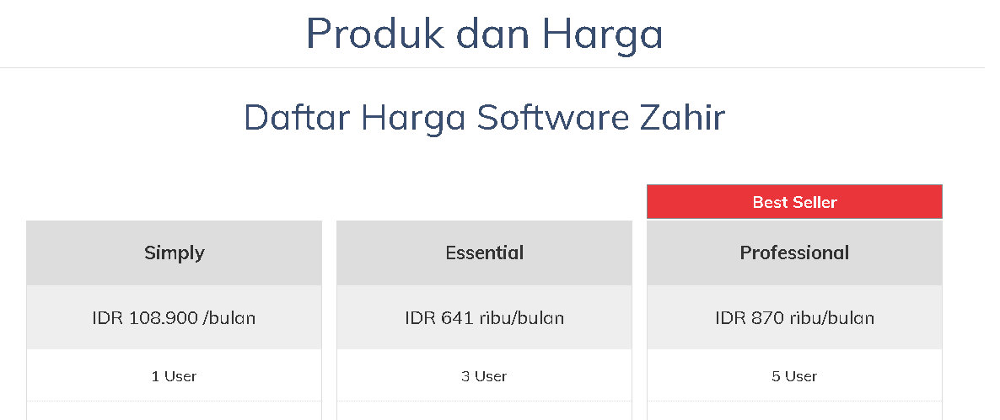 Produk dan Harga
Daftar Harga Software Zahir
Best Seller
Simply
Essential
Professional
IDR 108.900 /bulan
IDR 641 ribu/bulan
IDR 870 ribu/bulan
1 User
3 User
5 User